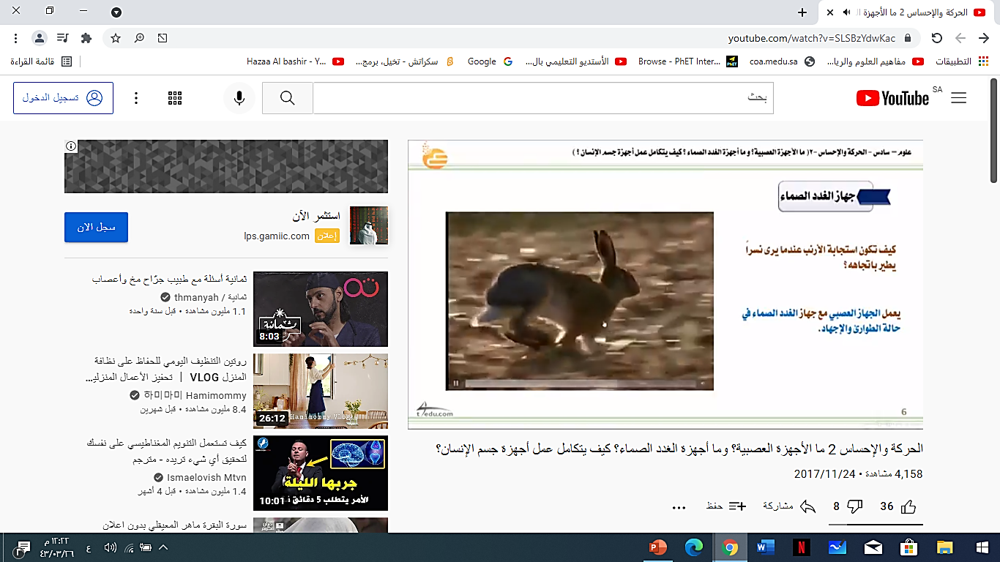 الحركة والإحساس 2 ما الأجهزة ال
youtube.com/watch?v=SLSBzYdwKac
التطبيقات
مفاهيم العلوم والريا...
coa.medu.sa
Browse - PhET Inter...
الأستديو التعليمي بال...
Google
سكراتش - تخيل، برمج...
Hazaa Al bashir - Y...
قائمة القراءة
YouTube SA
بحث
تسجيل الدخول
علوم – سادس – الحركة والإحساس -٢( ما الأجهزة العصبية؟ و ما أجهزة الغدد الصماء ؟ كيف يتكامل عمل أجهزة جسم الإنسان ؟ )
جهاز الغدد الصماء
كيف تكون استجابة الأرنب عندما يرى نسراً
يطير باتجاهه؟
يعمل الجهاز العصبي مع جهاز الغدد الصماء في
حالة الطوارئ والإجهاد.
t4edu.com
6
الحركة والإحساس 2 ما الأجهزة العصبية؟ وما أجهزة الغدد الصماء؟ كيف يتكامل عمل أجهزة جسم الإنسان؟
4,158 مشاهدة • 2017/11/24
36
8
مشاركة
حفظ
استثمر الآن
إعلان lps.gamiic.com
سجل الان
ثمانية أسئلة مع طبيب جرّاح مخ وأعصاب
ثمانية / thmanyah
1.1 مليون مشاهدة • قبل سنة واحدة
ثمانية
8:03
روتين التنظيف اليومي للحفاظ على نظافة
المنزل VLOG | تحفيز الأعمال المنزلي...
하미마미 Hamimommy
8.4 مليون مشاهدة • قبل شهرين
Hamimommy Vlog
26:12
كيف تستعمل التنويم المغناطيسي على نفسك
لتحقيق أي شيء تريده - مترجم
Ismaelovish Mtvn
1.4 مليون مشاهدة • قبل 4 أشهر
جربها الليلة
الأمر يتطلب 5 دقائق
10:01
سورة البقرة ماهر المعيقلي بدون اعلان
١٢:٢٢ م
٤٣/٠٣/٢٦
ع